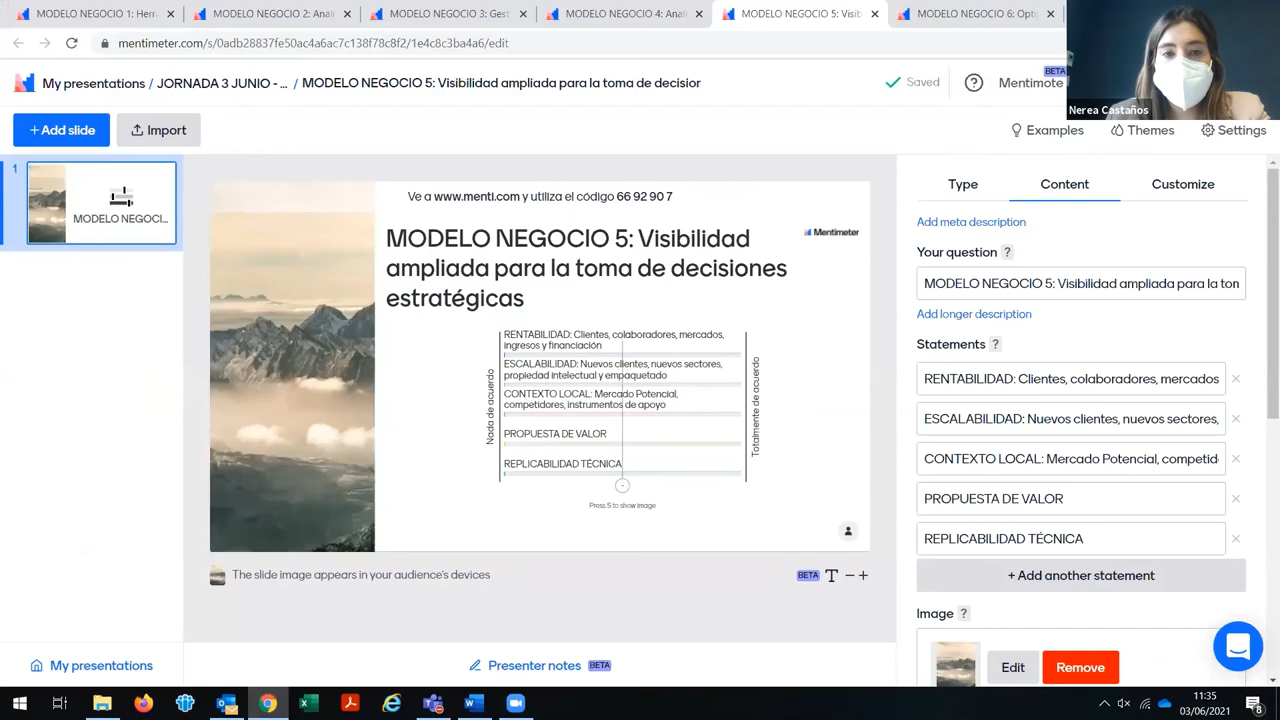 MODELO NEGOCIO 1: Herr
MODELO NEGOCIO 2: Anál
MODELO NEGOCIO 3: Gest
MODELO NEGOCIO 4: Anál
MODELO NEGOCIO 5: Visib
MODELO NEGOCIO 6: Opti
mentimeter.com/s/0adb28837fe50ac4a6ac7c138f78c8f2/1e4c8c3ba4a6/edit
My presentations / JORNADA 3 JUNIO - ... / MODELO NEGOCIO 5: Visibilidad ampliada para la toma de decisior
Saved
Mentimote
BETA
Nerea Castaños
+ Add slide
Import
Examples
Themes
Settings
1
MODELO NEGOCI...
Ve a www.menti.com y utiliza el código 66 92 90 7
Mentimeter
MODELO NEGOCIO 5: Visibilidad
ampliada para la toma de decisiones
estratégicas
Nada de acuerdo
RENTABILIDAD: Clientes, colaboradores, mercados,
ingresos y financiación
ESCALABILIDAD: Nuevos clientes, nuevos sectores,
propiedad intelectual y empaquetado
CONTEXTO LOCAL: Mercado Potencial,
competidores, instrumentos de apoyo
PROPUESTA DE VALOR
REPLICABILIDAD TÉCNICA
Totalmente de acuerdo
Press S to show image
The slide image appears in your audience's devices
BETA
T
My presentations
Presenter notes
BETA
Type
Content
Customize
Add meta description
Your question ?
MODELO NEGOCIO 5: Visibilidad ampliada para la ton
Add longer description
Statements ?
RENTABILIDAD: Clientes, colaboradores, mercados
ESCALABILIDAD: Nuevos clientes, nuevos sectores,
CONTEXTO LOCAL: Mercado Potencial, competid
PROPUESTA DE VALOR
REPLICABILIDAD TÉCNICA
+ Add another statement
Image ?
Edit
Remove
11:35
03/06/2021
8